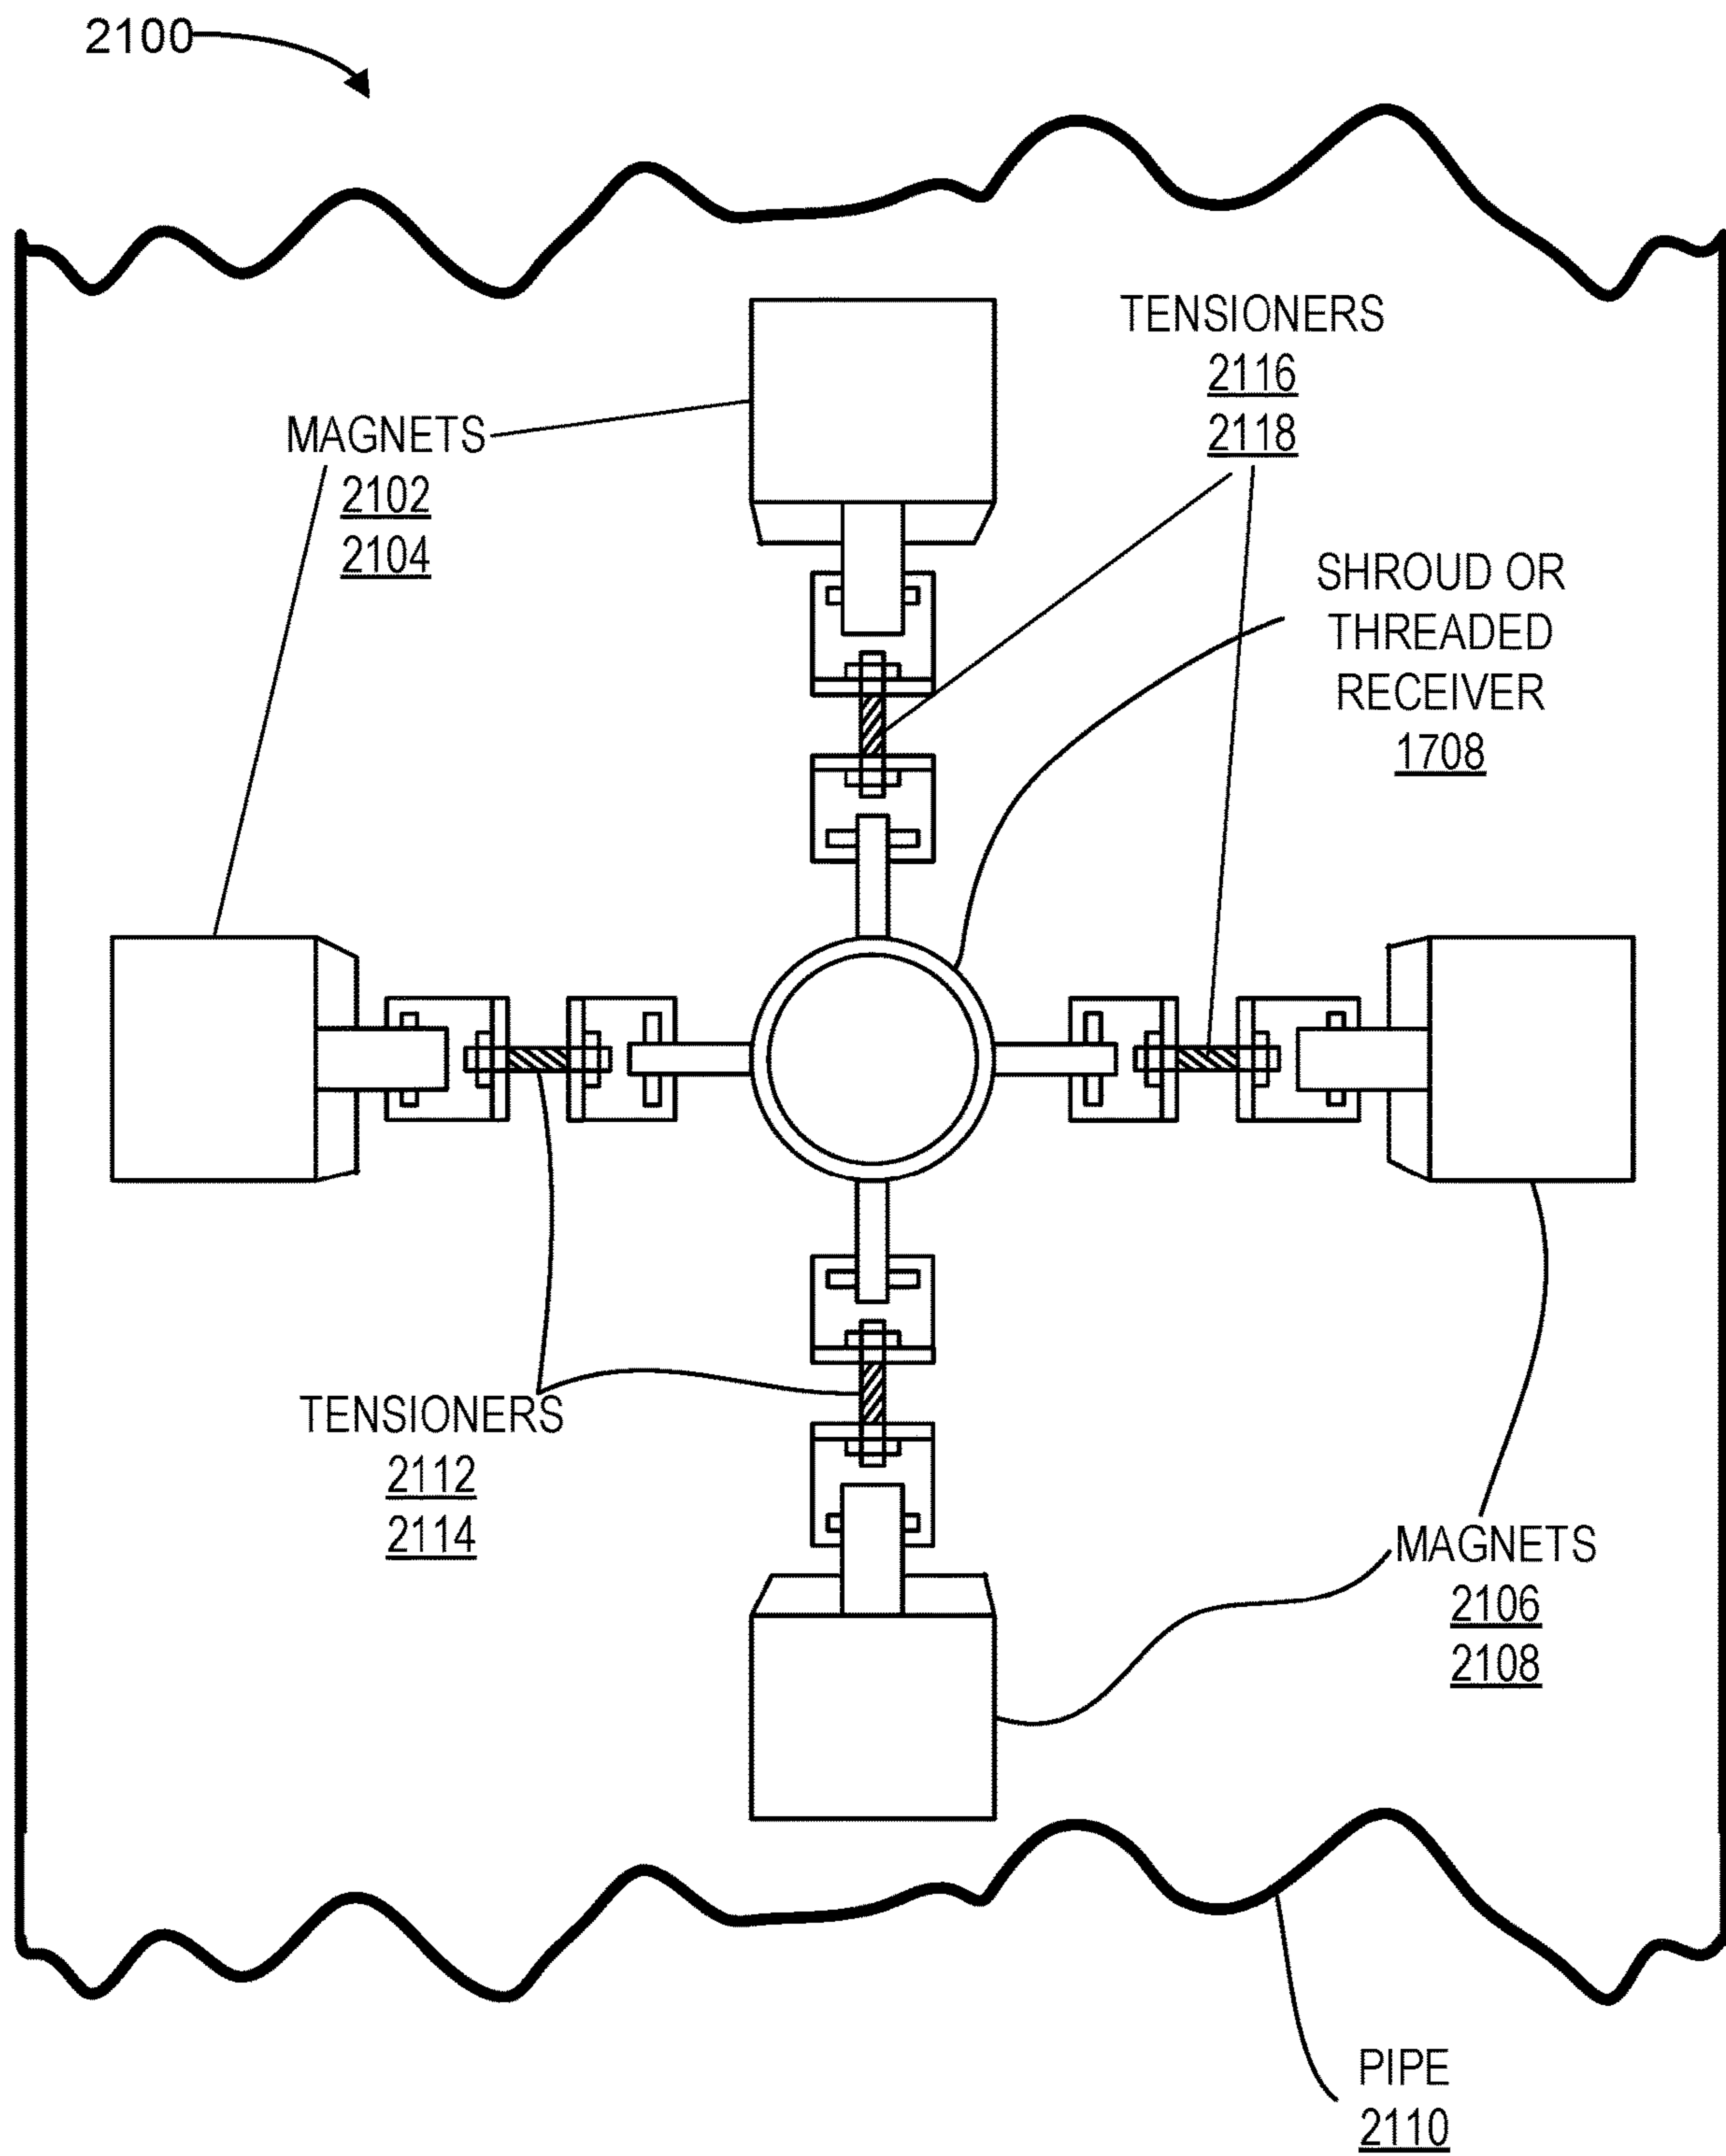 2100
TENSIONERS
2116
2118
MAGNETS
2102
2104
SHROUD OR
THREADED
RECEIVER
1708
TENSIONERS
2112
2114
MAGNETS
2106
2108
PIPE
2110